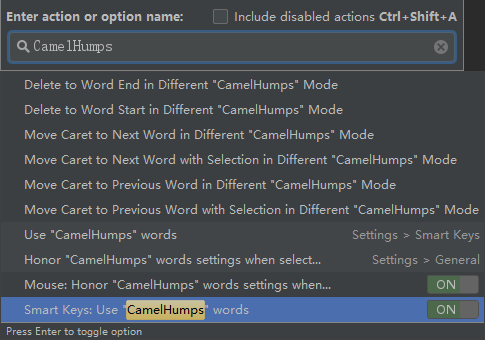 Enter action or option name: Include disabled actions Ctrl+Shift+A
CamelHumps
Delete to Word End in Different "CamelHumps" Mode
Delete to Word Start in Different "CamelHumps" Mode
Move Caret to Next Word in Different "CamelHumps" Mode
Move Caret to Next Word with Selection in Different "CamelHumps" Mode
Move Caret to Previous Word in Different "CamelHumps" Mode
Move Caret to Previous Word with Selection in Different "CamelHumps" Mode
Use "CamelHumps" words Settings > Smart Keys
Honor "CamelHumps" words settings when select... Settings > General
Mouse: Honor "CamelHumps" words settings when... ON
Smart Keys: Use "CamelHumps" words ON
Press Enter to toggle option